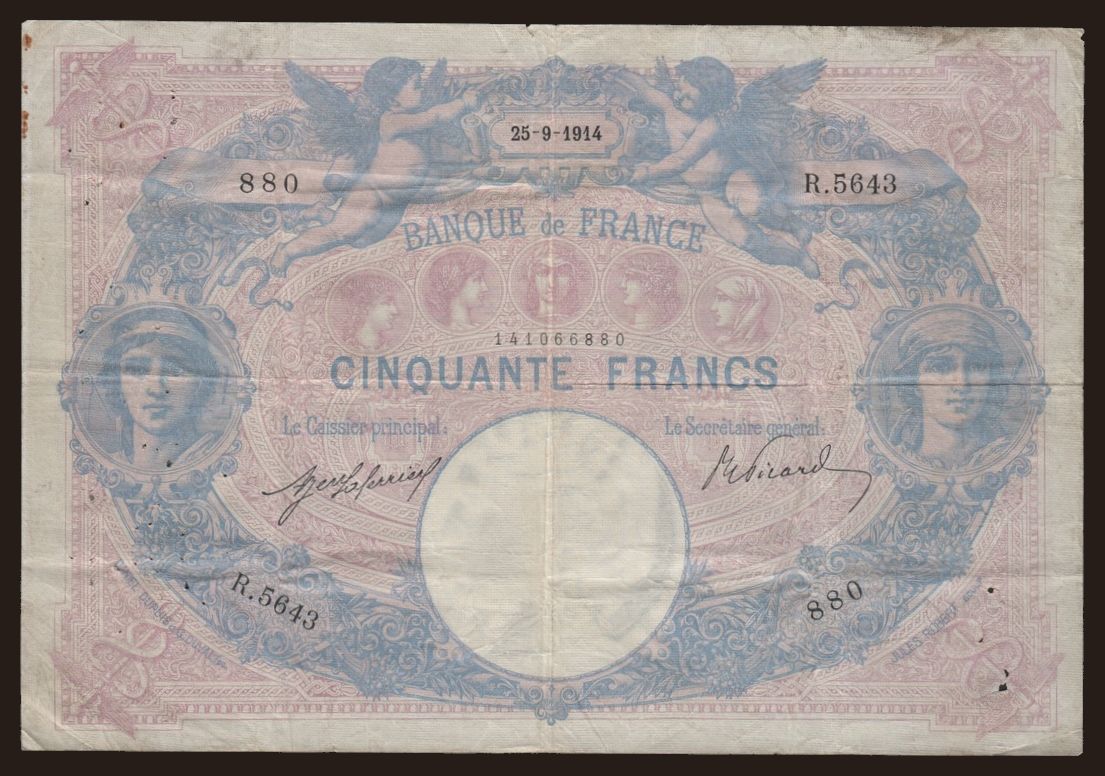 25-9-1914
880
R.5643
BANQUE de FRANCE
141066880
CINQUANTE FRANCS
Le Caissier principal:
Le Secrétaire général:
R.5643
880